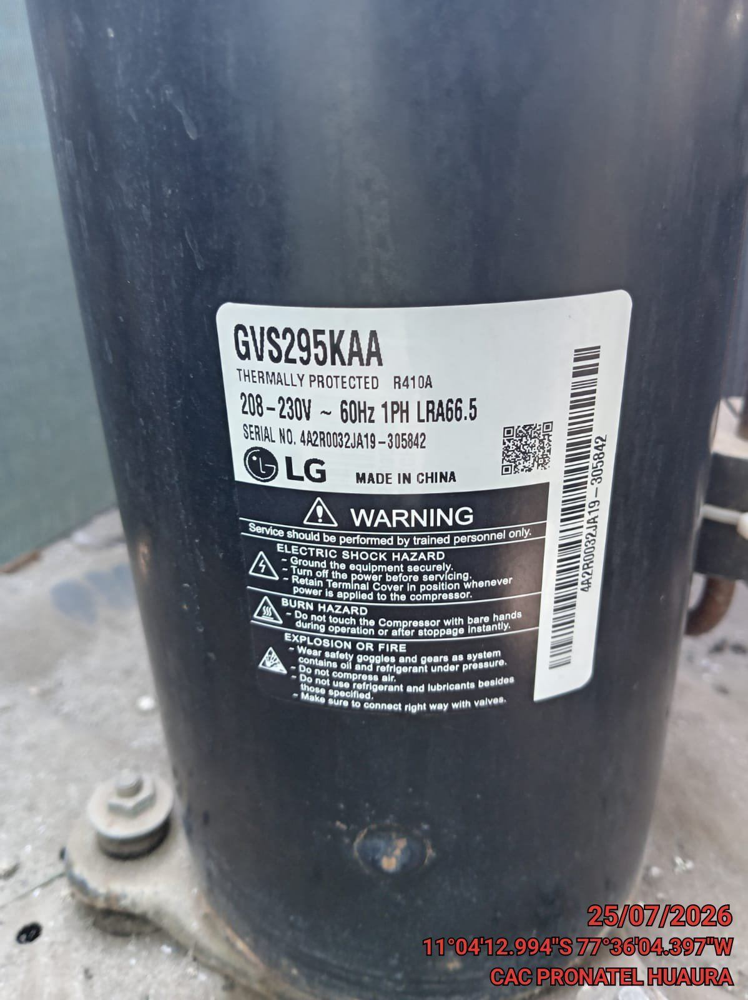 GVS295KAA
THERMALLY PROTECTED R410A
208-230V ~ 60Hz 1PH LRA66.5
SERIAL NO. 4A2R0032JA19-305842
LG
MADE IN CHINA
4A2R0032JA19-305842
WARNING
Service should be performed by trained personnel only.
ELECTRIC SHOCK HAZARD
- Ground the equipment securely.
- Turn off the power before servicing.
- Retain Terminal Cover in position whenever
power is applied to the compressor.
BURN HAZARD
- Do not touch the Compressor with bare hands
during operation or after stoppage instantly.
EXPLOSION OR FIRE
- Wear safety goggles and gears as system
contains oil and refrigerant under pressure.
- Do not compress air.
- Do not use refrigerant and lubricants besides
those specified.
- Make sure to connect right way with valves.
25/07/2026
11°04'12.994"S 77°36'04.397"W
CAC PRONATEL HUAURA